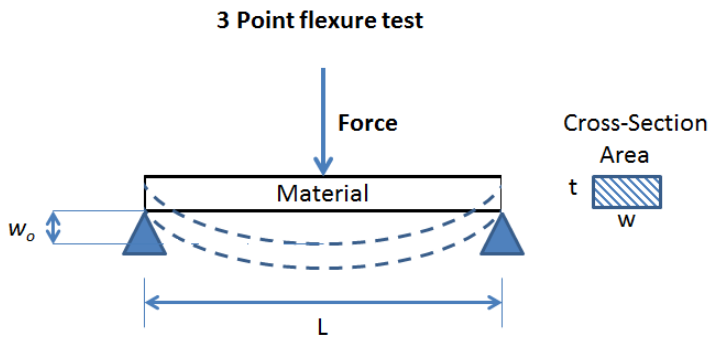 3 Point flexure test
Force
Cross-Section
Area
Material
t
w
wo
L